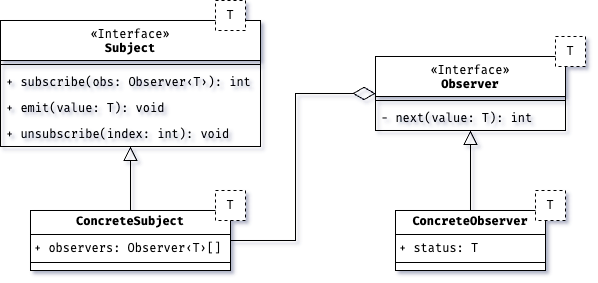 T
«Interface»
Subject
+ subscribe(obs: Observer‹T›): int
+ emit(value: T): void
+ unsubscribe(index: int): void
T
«Interface»
Observer
- next(value: T): int
T
ConcreteSubject
+ observers: Observer‹T›[]
T
ConcreteObserver
+ status: T